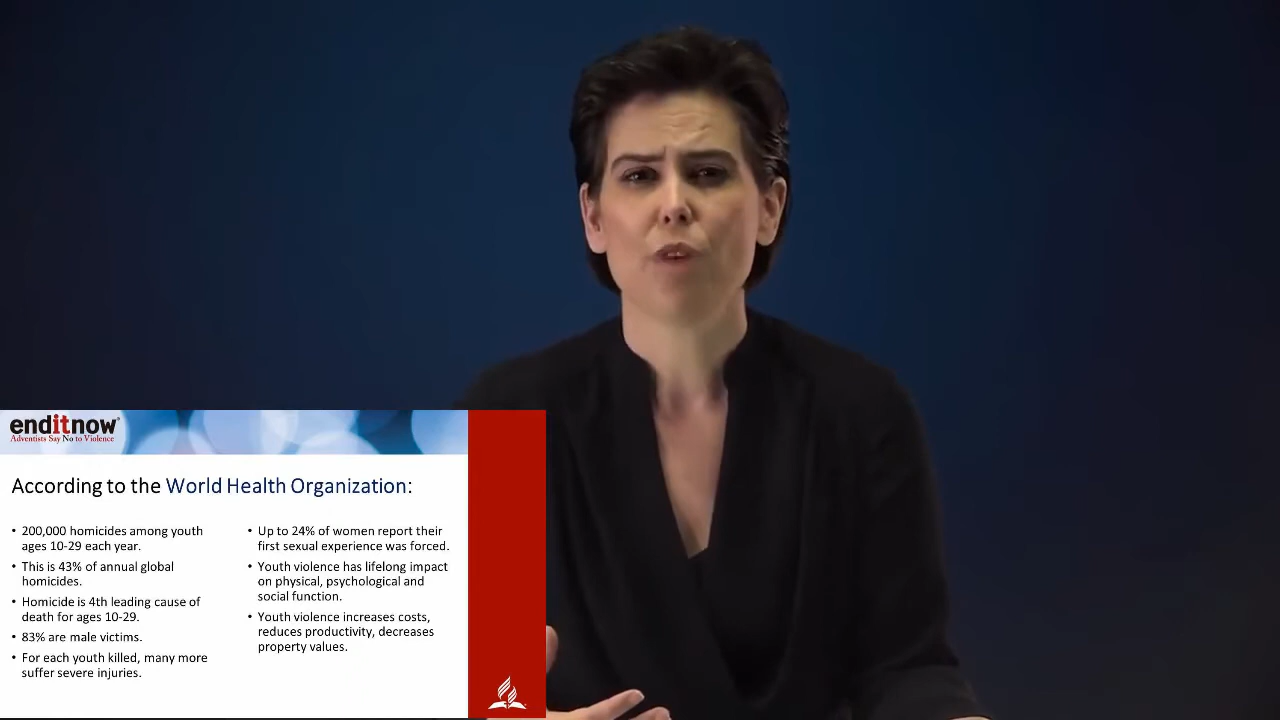 enditnow®
Adventists Say No to Violence
According to the World Health Organization:
• 200,000 homicides among youth
ages 10-29 each year.
• This is 43% of annual global
homicides.
• Homicide is 4th leading cause of
death for ages 10-29.
• 83% are male victims.
• For each youth killed, many more
suffer severe injuries.
• Up to 24% of women report their
first sexual experience was forced.
• Youth violence has lifelong impact
on physical, psychological and
social function.
• Youth violence increases costs,
reduces productivity, decreases
property values.